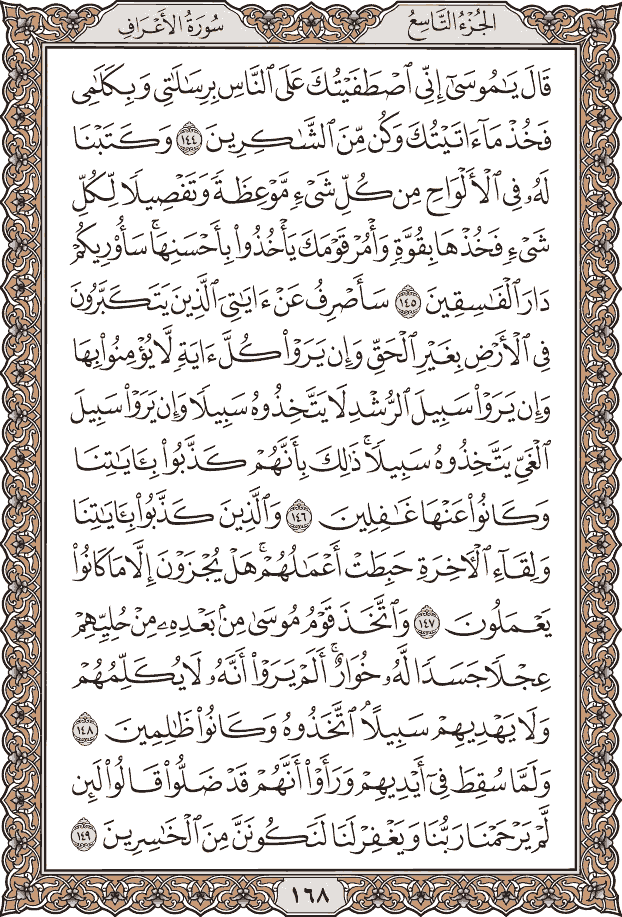 الجُزْءُ التَّاسِعُ
سُورَةُ الأَعْرَافِ
قَالَ يَٰمُوسَىٰٓ إِنِّي ٱصۡطَفَيۡتُكَ عَلَى ٱلنَّاسِ بِرِسَٰلَٰتِي وَبِكَلَٰمِي
فَخُذۡ مَآ ءَاتَيۡتُكَ وَكُن مِّنَ ٱلشَّٰكِرِينَ ١٤٤ وَكَتَبۡنَا
لَهُۥ فِي ٱلۡأَلۡوَاحِ مِن كُلِّ شَيۡءٖ مَّوۡعِظَةٗ وَتَفۡصِيلٗا لِّكُلِّ
شَيۡءٖ فَخُذۡهَا بِقُوَّةٖ وَأۡمُرۡ قَوۡمَكَ يَأۡخُذُواْ بِأَحۡسَنِهَاۚ سَأُوْرِيكُمۡ
دَارَ ٱلۡفَٰسِقِينَ ١٤٥ سَأَصۡرِفُ عَنۡ ءَايَٰتِيَ ٱلَّذِينَ يَتَكَبَّرُونَ
فِي ٱلۡأَرۡضِ بِغَيۡرِ ٱلۡحَقِّ وَإِن يَرَوۡاْ كُلَّ ءَايَةٖ لَّا يُؤۡمِنُواْ بِهَا
وَإِن يَرَوۡاْ سَبِيلَ ٱلرُّشۡدِ لَا يَتَّخِذُوهُ سَبِيلٗا وَإِن يَرَوۡاْ سَبِيلَ
ٱلۡغَيِّ يَتَّخِذُوهُ سَبِيلٗاۚ ذَٰلِكَ بِأَنَّهُمۡ كَذَّبُواْ بِـَٔايَٰتِنَا
وَكَانُواْ عَنۡهَا غَٰفِلِينَ ١٤٦ وَٱلَّذِينَ كَذَّبُواْ بِـَٔايَٰتِنَا
وَلِقَآءِ ٱلۡأٓخِرَةِ حَبِطَتۡ أَعۡمَٰلُهُمۡۚ هَلۡ يُجۡزَوۡنَ إِلَّا مَا كَانُواْ
يَعۡمَلُونَ ١٤٧ وَٱتَّخَذَ قَوۡمُ مُوسَىٰ مِنۢ بَعۡدِهِۦ مِنۡ حُلِيِّهِمۡ
عِجۡلٗا جَسَدٗا لَّهُۥ خُوَارٌۚ أَلَمۡ يَرَوۡاْ أَنَّهُۥ لَا يُكَلِّمُهُمۡ
وَلَا يَهۡدِيهِمۡ سَبِيلًاۘ ٱتَّخَذُوهُ وَكَانُواْ ظَٰلِمِينَ ١٤٨
وَلَمَّا سُقِطَ فِيٓ أَيۡدِيهِمۡ وَرَأَوۡاْ أَنَّهُمۡ قَدۡ ضَلُّواْ قَالُواْ لَئِن
لَّمۡ يَرۡحَمۡنَا رَبُّنَا وَيَغۡفِرۡ لَنَا لَنَكُونَنَّ مِنَ ٱلۡخَٰسِرِينَ ١٤٩
١٦٨